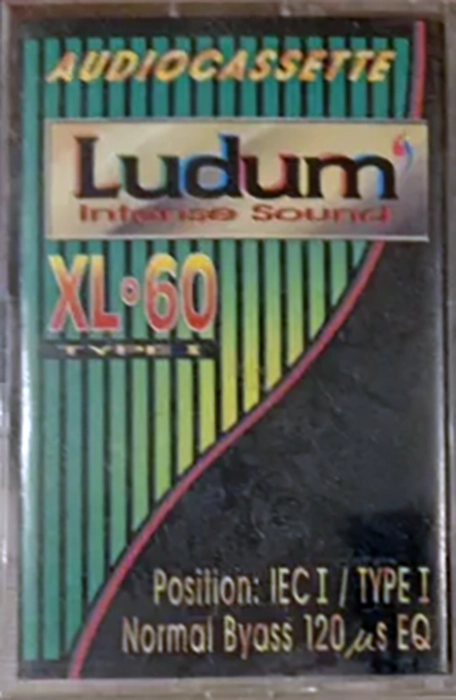 AUDIOCASSETTE
Ludum'
Intense Sound
XL•60
TYPE I
Position: IEC I / TYPE I
Normal Byass 120 µs EQ